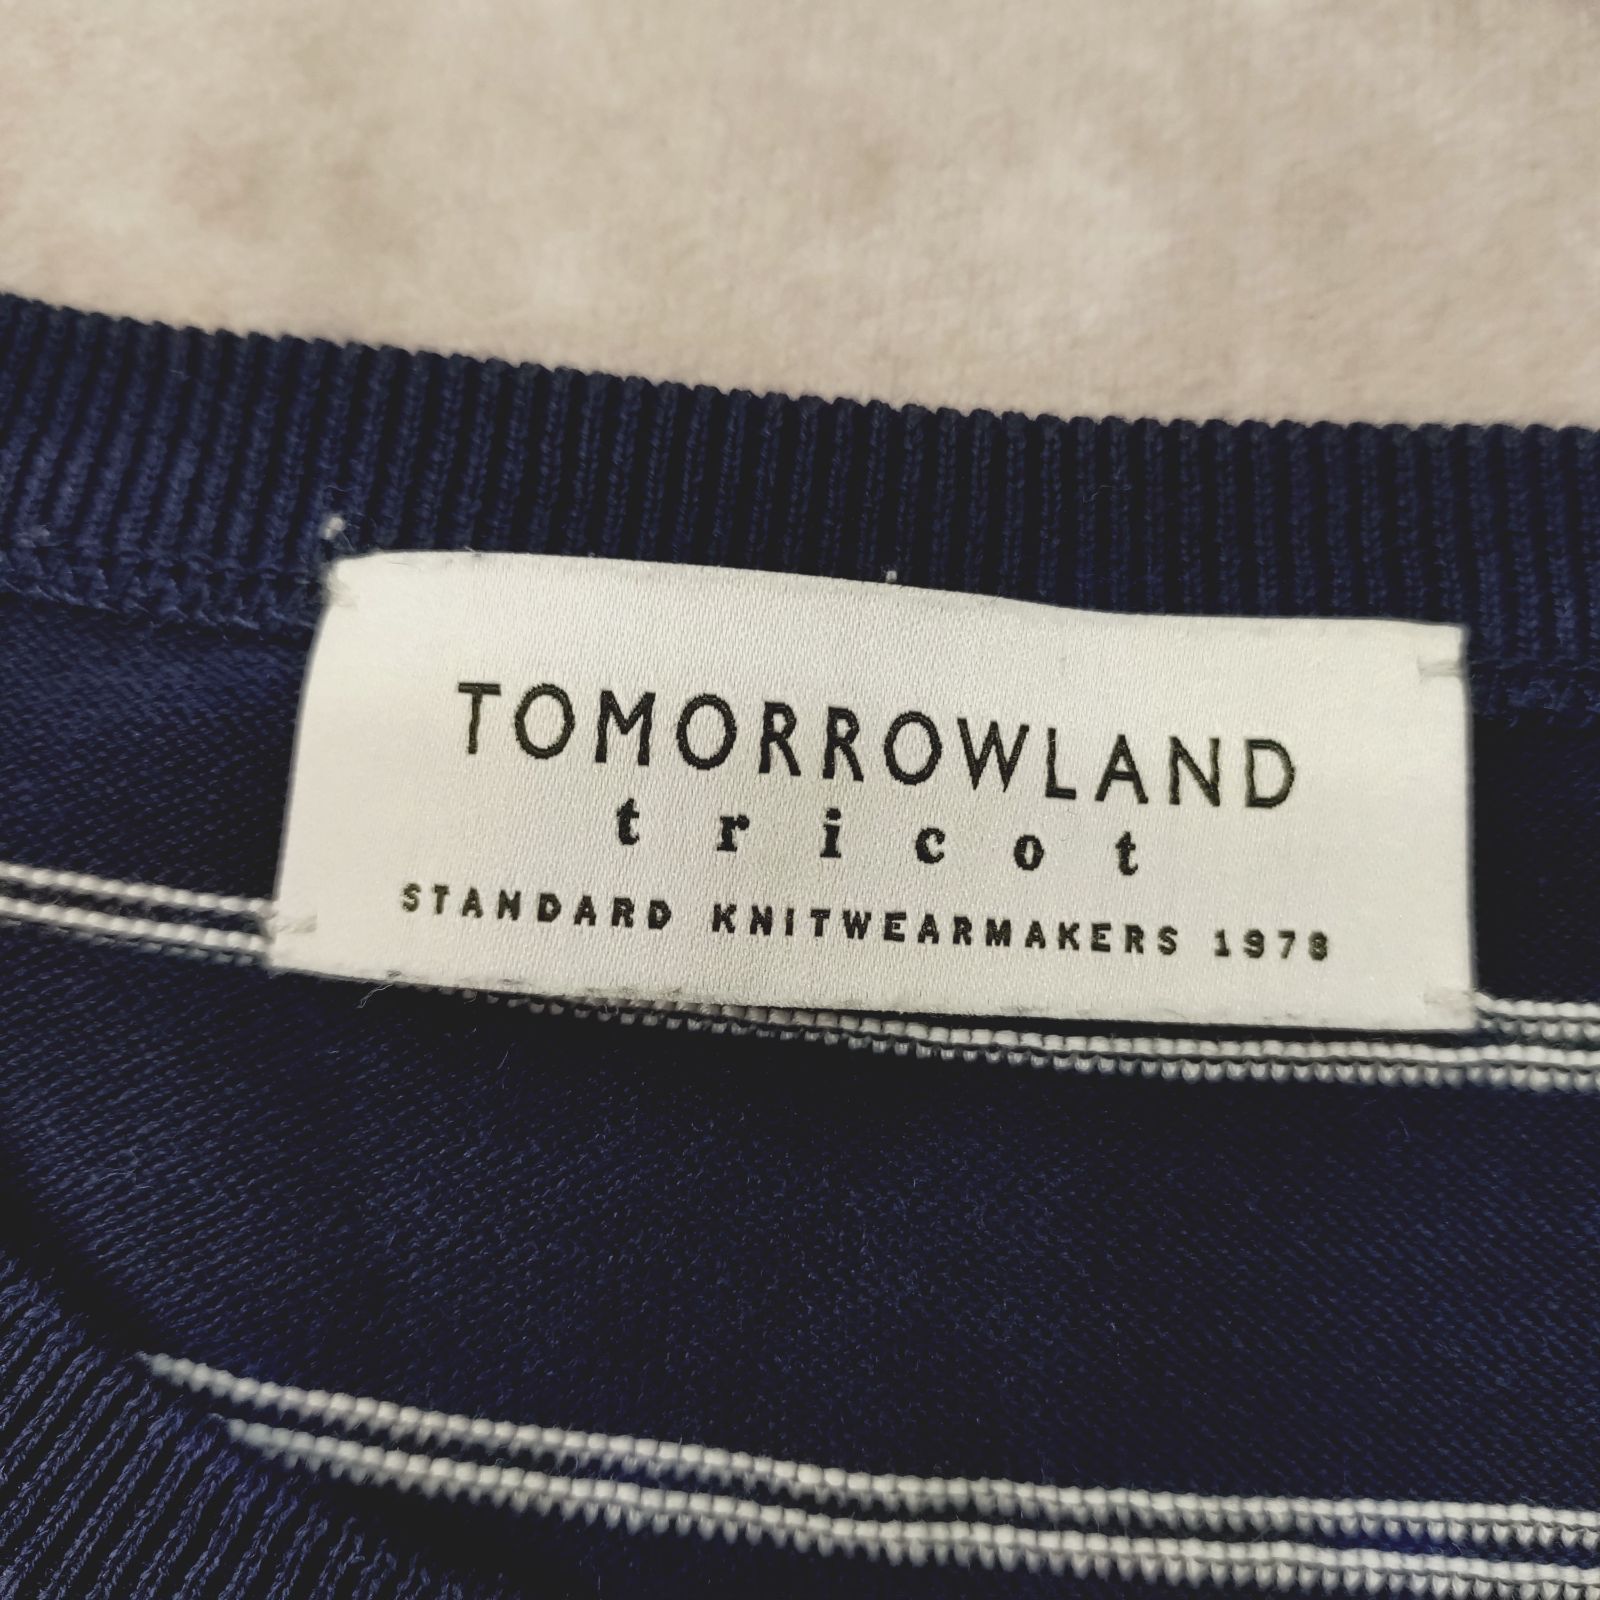 TOMORROWLAND
tricot
STANDARD KNITWEARMAKERS 1978